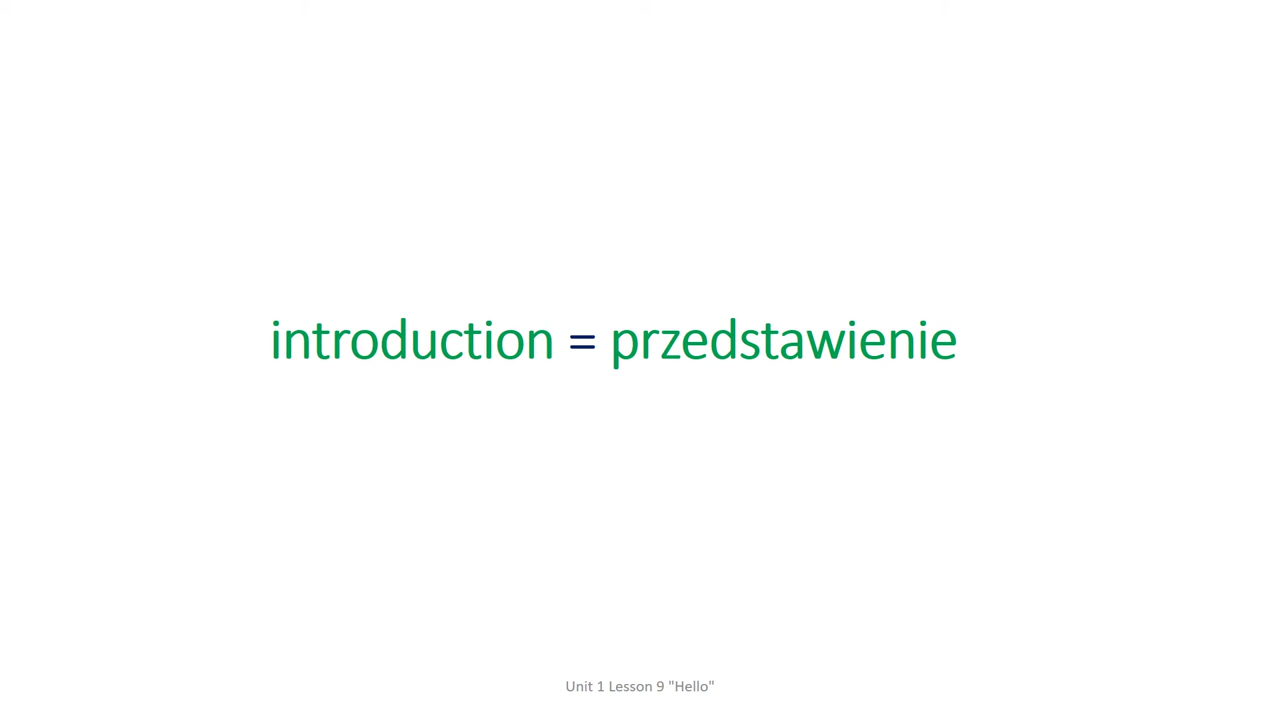 introduction = przedstawienie
Unit 1 Lesson 9 "Hello"